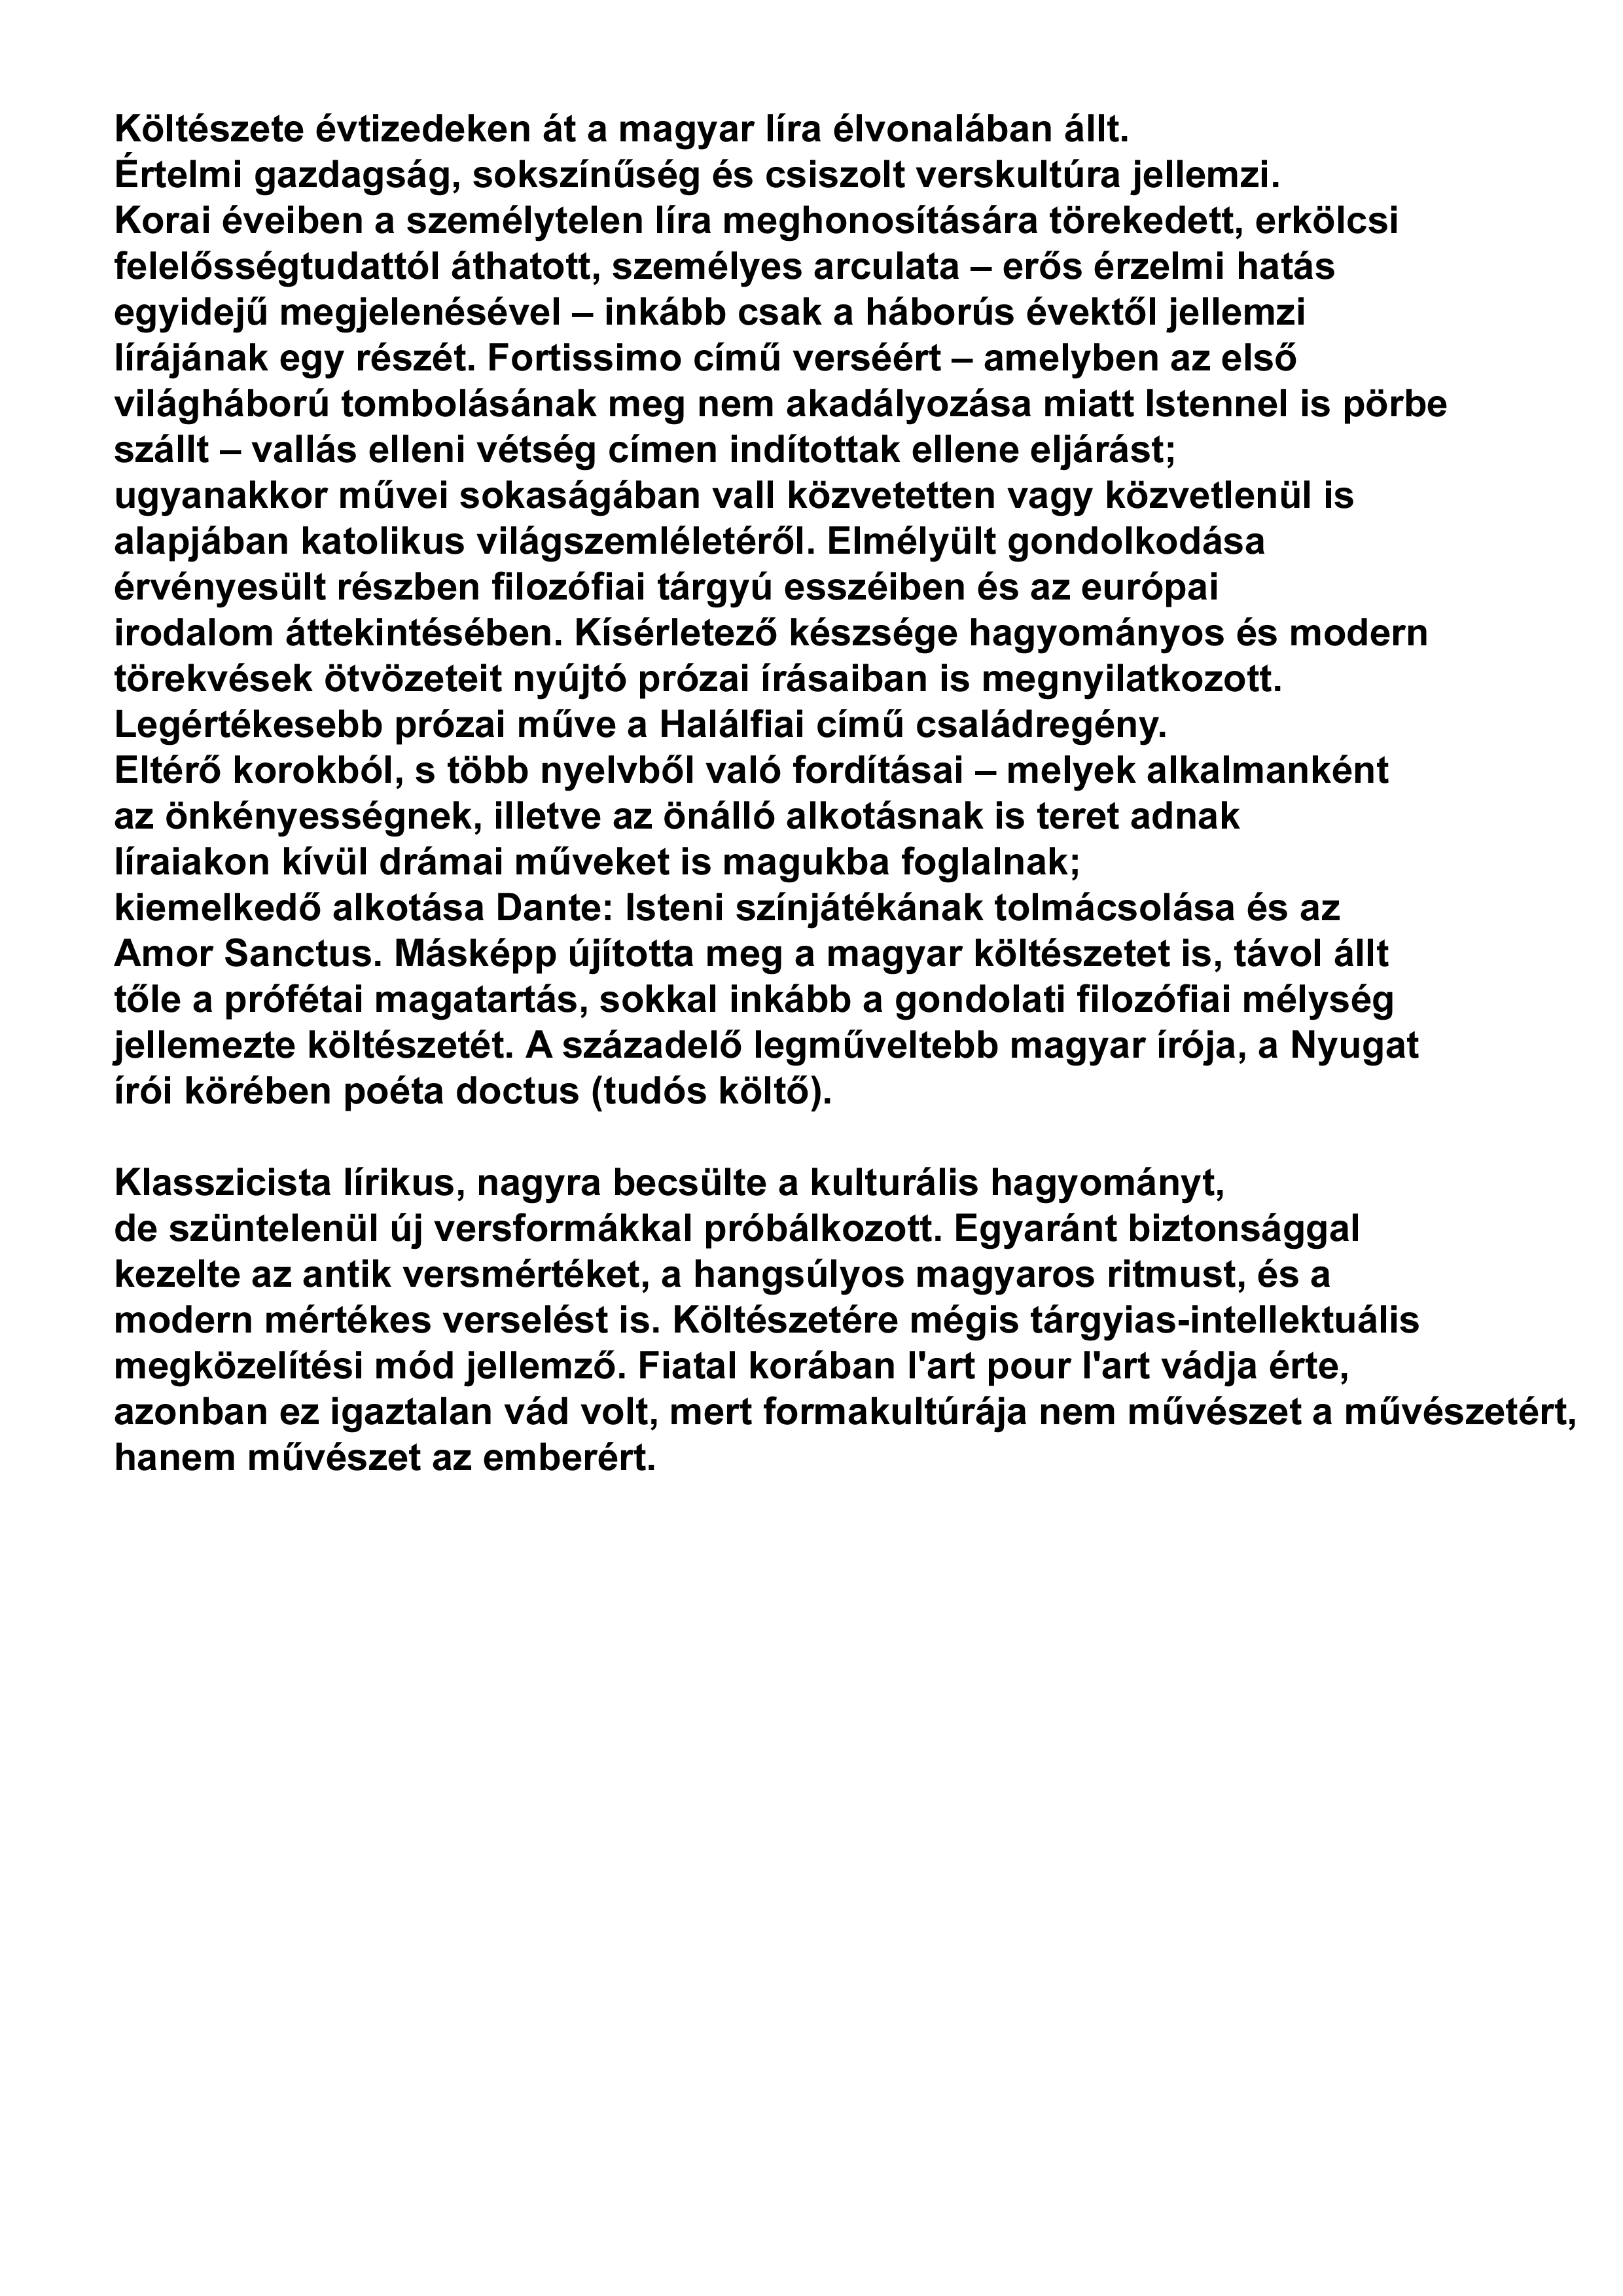 Költészete évtizedeken át a magyar líra élvonalában állt.
Értelmi gazdagság, sokszínűség és csiszolt verskultúra jellemzi.
Korai éveiben a személytelen líra meghonosítására törekedett, erkölcsi
felelősségtudattól áthatott, személyes arculata – erős érzelmi hatás
egyidejű megjelenésével – inkább csak a háborús évektől jellemzi
lírájának egy részét. Fortissimo című verséért – amelyben az első
világháború tombolásának meg nem akadályozása miatt Istennel is pörbe
szállt – vallás elleni vétség címen indítottak ellene eljárást;
ugyanakkor művei sokaságában vall közvetetten vagy közvetlenül is
alapjában katolikus világszemléletéről. Elmélyült gondolkodása
érvényesült részben filozófiai tárgyú esszéiben és az európai
irodalom áttekintésében. Kísérletező készsége hagyományos és modern
törekvések ötvözeteit nyújtó prózai írásaiban is megnyilatkozott.
Legértékesebb prózai műve a Halálfiai című családregény.
Eltérő korokból, s több nyelvből való fordításai – melyek alkalmanként
az önkényességnek, illetve az önálló alkotásnak is teret adnak
líraiakon kívül drámai műveket is magukba foglalnak;
kiemelkedő alkotása Dante: Isteni színjátékának tolmácsolása és az
Amor Sanctus. Másképp újította meg a magyar költészetet is, távol állt
tőle a prófétai magatartás, sokkal inkább a gondolati filozófiai mélység
jellemezte költészetét. A századelő legműveltebb magyar írója, a Nyugat
írói körében poéta doctus (tudós költő).

Klasszicista lírikus, nagyra becsülte a kulturális hagyományt,
de szüntelenül új versformákkal próbálkozott. Egyaránt biztonsággal
kezelte az antik versmértéket, a hangsúlyos magyaros ritmust, és a
modern mértékes verselést is. Költészetére mégis tárgyias-intellektuális
megközelítési mód jellemző. Fiatal korában l'art pour l'art vádja érte,
azonban ez igaztalan vád volt, mert formakultúrája nem művészet a művészetért,
hanem művészet az emberért.